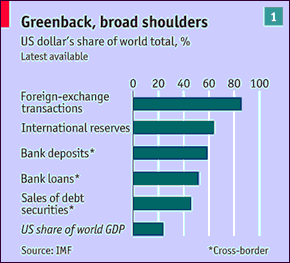 Greenback, broad shoulders
1
US dollar's share of world total, %
Latest available
0 20 40 60 80 100
Foreign-exchange
transactions
International reserves
Bank deposits*
Bank loans*
Sales of debt
securities*
US share of world GDP
Source: IMF
*Cross-border